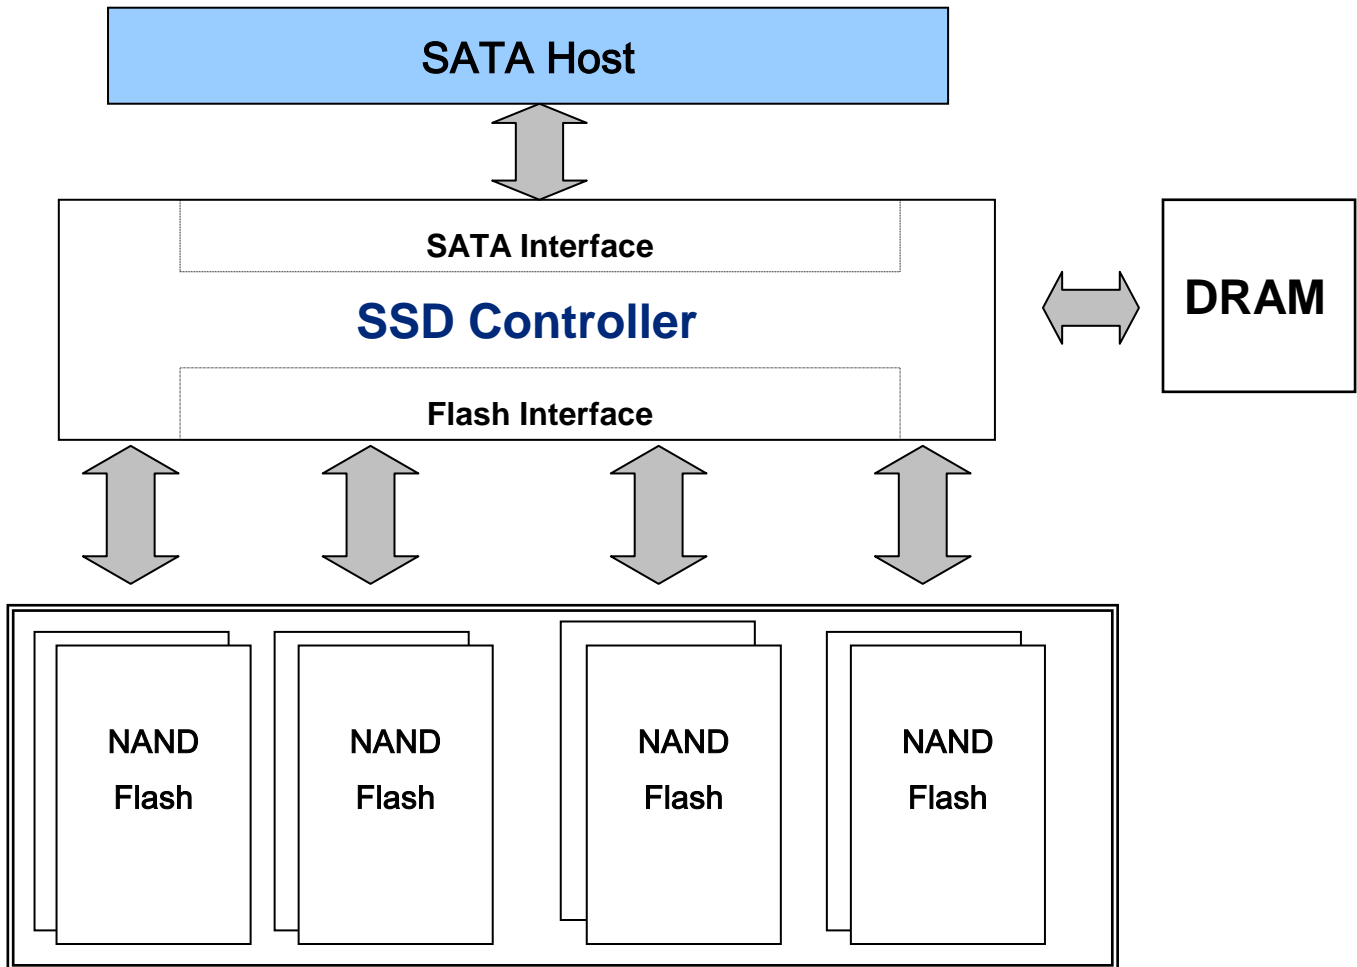 SATA Host
SATA Interface
SSD Controller
DRAM
Flash Interface
NAND
Flash
NAND
Flash
NAND
Flash
NAND
Flash